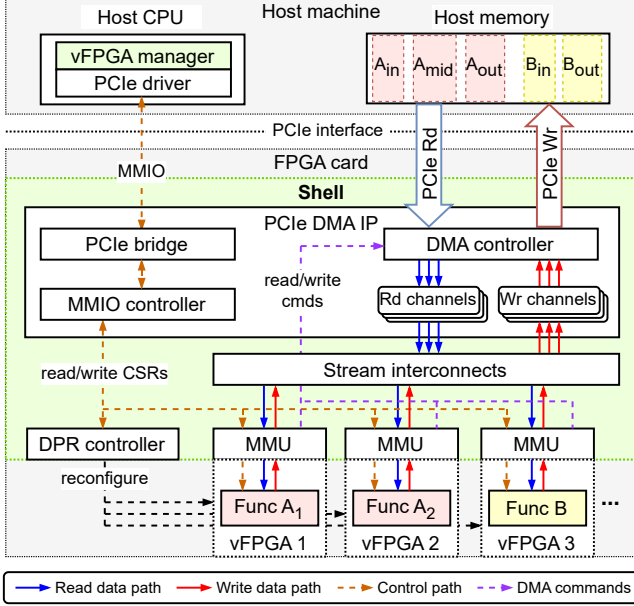 Host machine
Host CPU
Host memory
vFPGA manager
PCIe driver
A_in A_mid A_out B_in B_out
PCIe interface
PCIe Rd
PCIe Wr
FPGA card
MMIO
Shell
PCIe DMA IP
PCIe bridge
DMA controller
read/write
cmds
MMIO controller
Rd channels
Wr channels
Stream interconnects
read/write CSRs
DPR controller
MMU
MMU
MMU
reconfigure
Func A_1
Func A_2
Func B
...
vFPGA 1
vFPGA 2
vFPGA 3
Read data path
Write data path
Control path
DMA commands